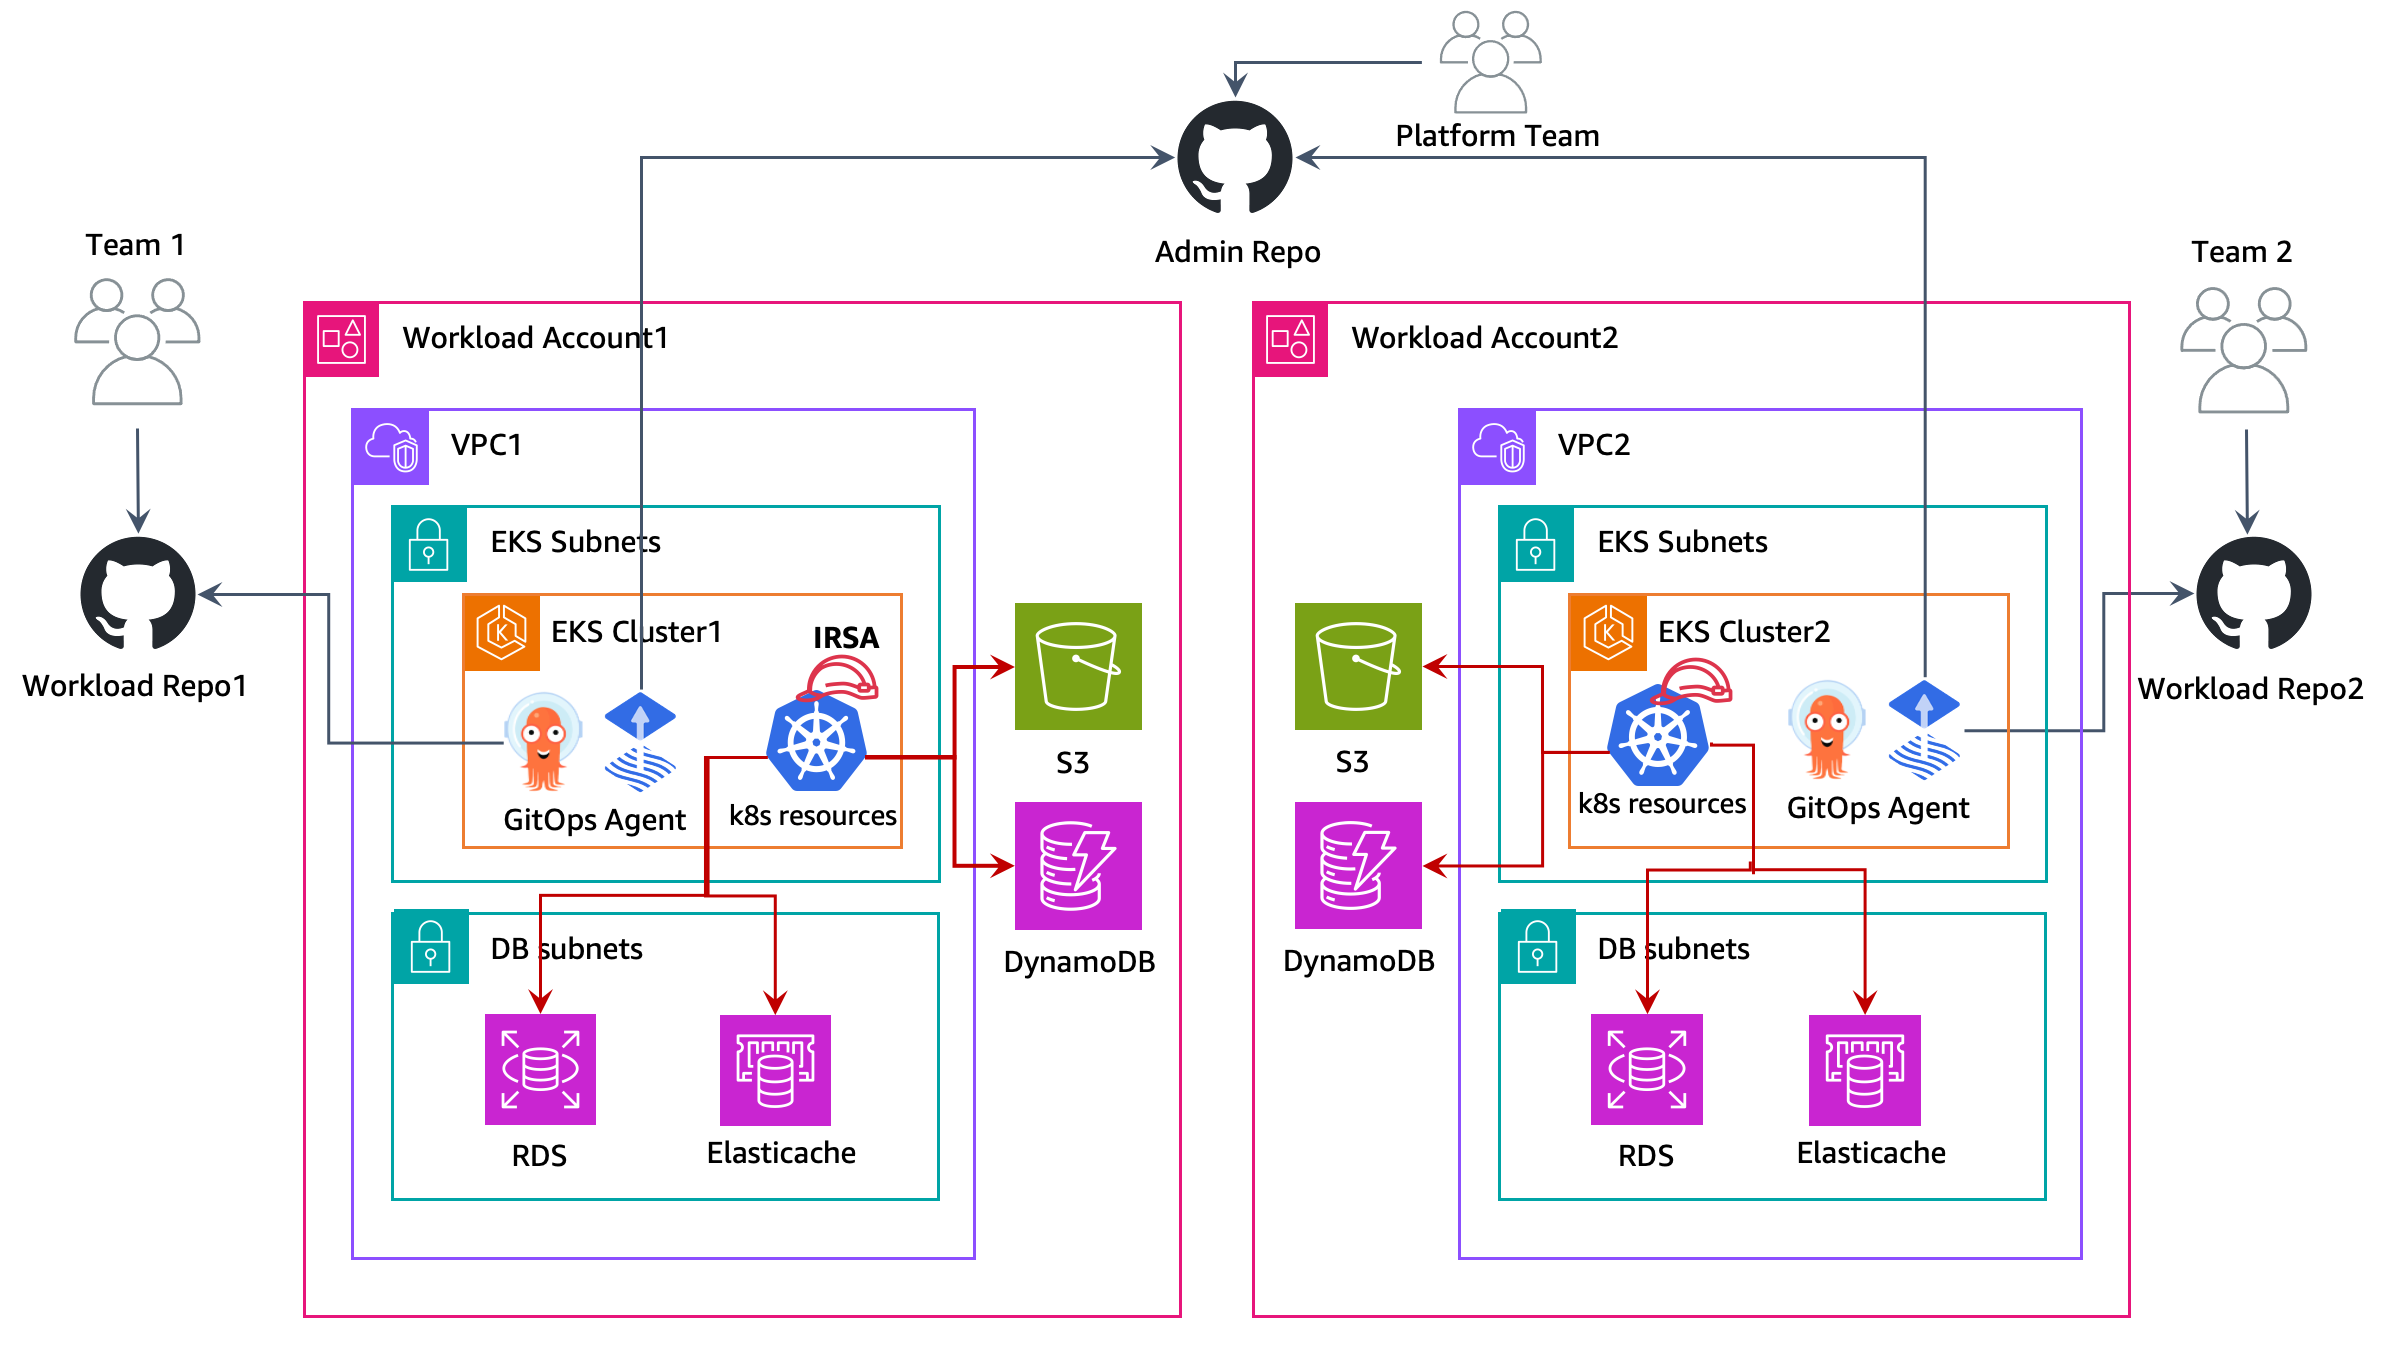 Platform Team
Admin Repo
Team 1
Team 2
Workload Account1
Workload Account2
VPC1
VPC2
EKS Subnets
EKS Subnets
EKS Cluster1
IRSA
EKS Cluster2
Workload Repo1
Workload Repo2
S3
S3
GitOps Agent
k8s resources
k8s resources
GitOps Agent
DB subnets
DynamoDB
DynamoDB
DB subnets
RDS
Elasticache
RDS
Elasticache